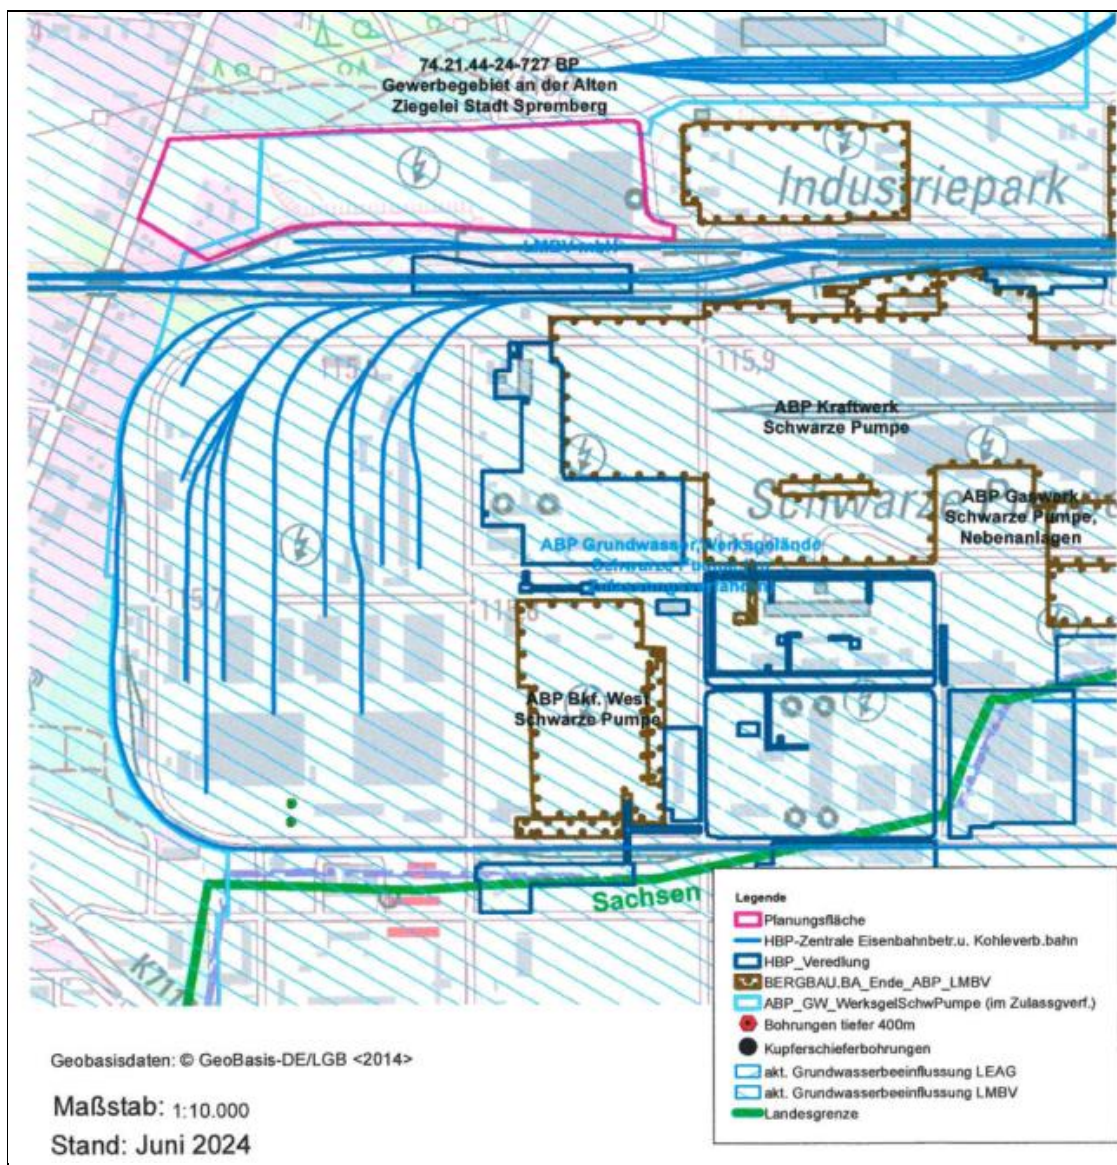 74.21.44-24-727 BP
Gewerbegebiet an der Alten
Ziegelei Stadt Spremberg
Industriepark
115,9
ABP Kraftwerk
Schwarze Pumpe
Schwarze
ABP Gaswerk
Schwarze Pumpe,
Nebenanlagen
ABP Grundwasser, Werksgelände
ABP Bkf. West
Schwarze Pumpe
Sachsen
K711
Legende
Planungsfläche
HBP-Zentrale Eisenbahnbetr.u. Kohleverb.bahn
HBP_Veredlung
BERGBAU.BA_Ende_ABP_LMBV
ABP_GW_WerksgelSchwPumpe (im Zulassgverf.)
Bohrungen tiefer 400m
Kupferschieferbohrungen
akt. Grundwasserbeeinflussung LEAG
akt. Grundwasserbeeinflussung LMBV
Landesgrenze
Geobasisdaten: © GeoBasis-DE/LGB <2014>
Maßstab: 1:10.000
Stand: Juni 2024